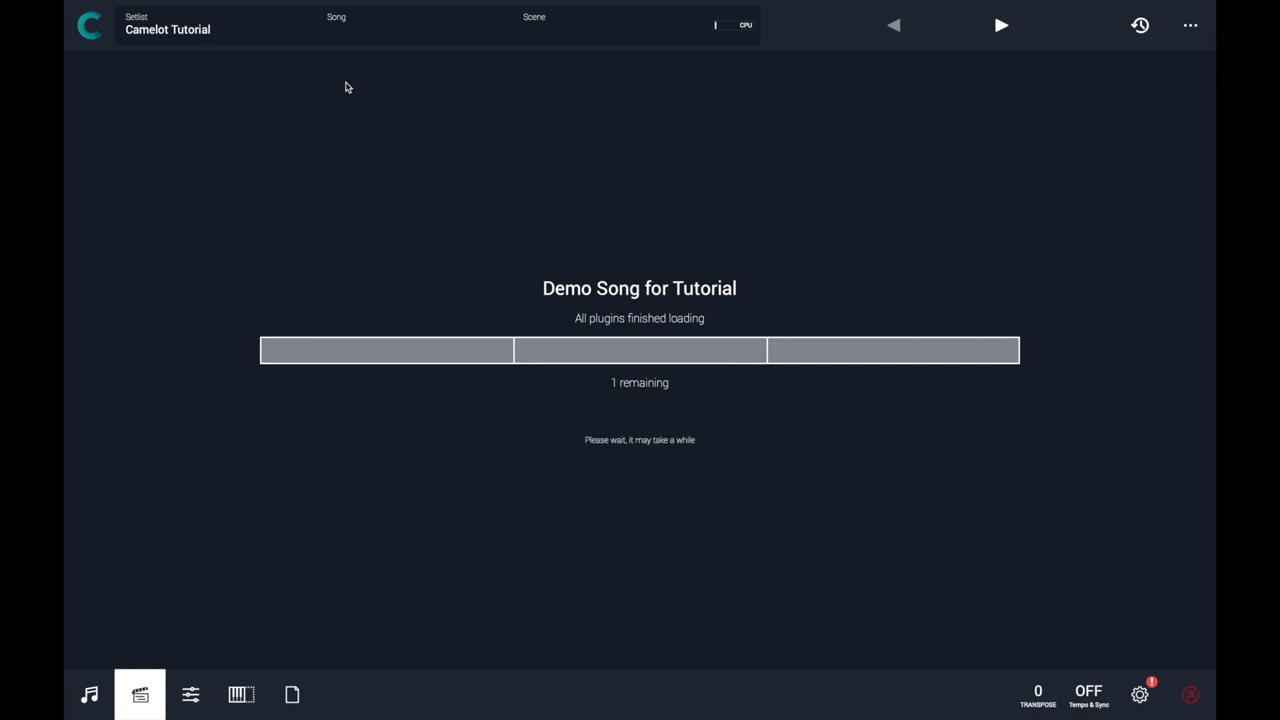 Setlist
Camelot Tutorial
Song
Scene
CPU
Demo Song for Tutorial
All plugins finished loading
1 remaining
Please wait, it may take a while
0
TRANSPOSE
OFF
Tempo & Sync
!